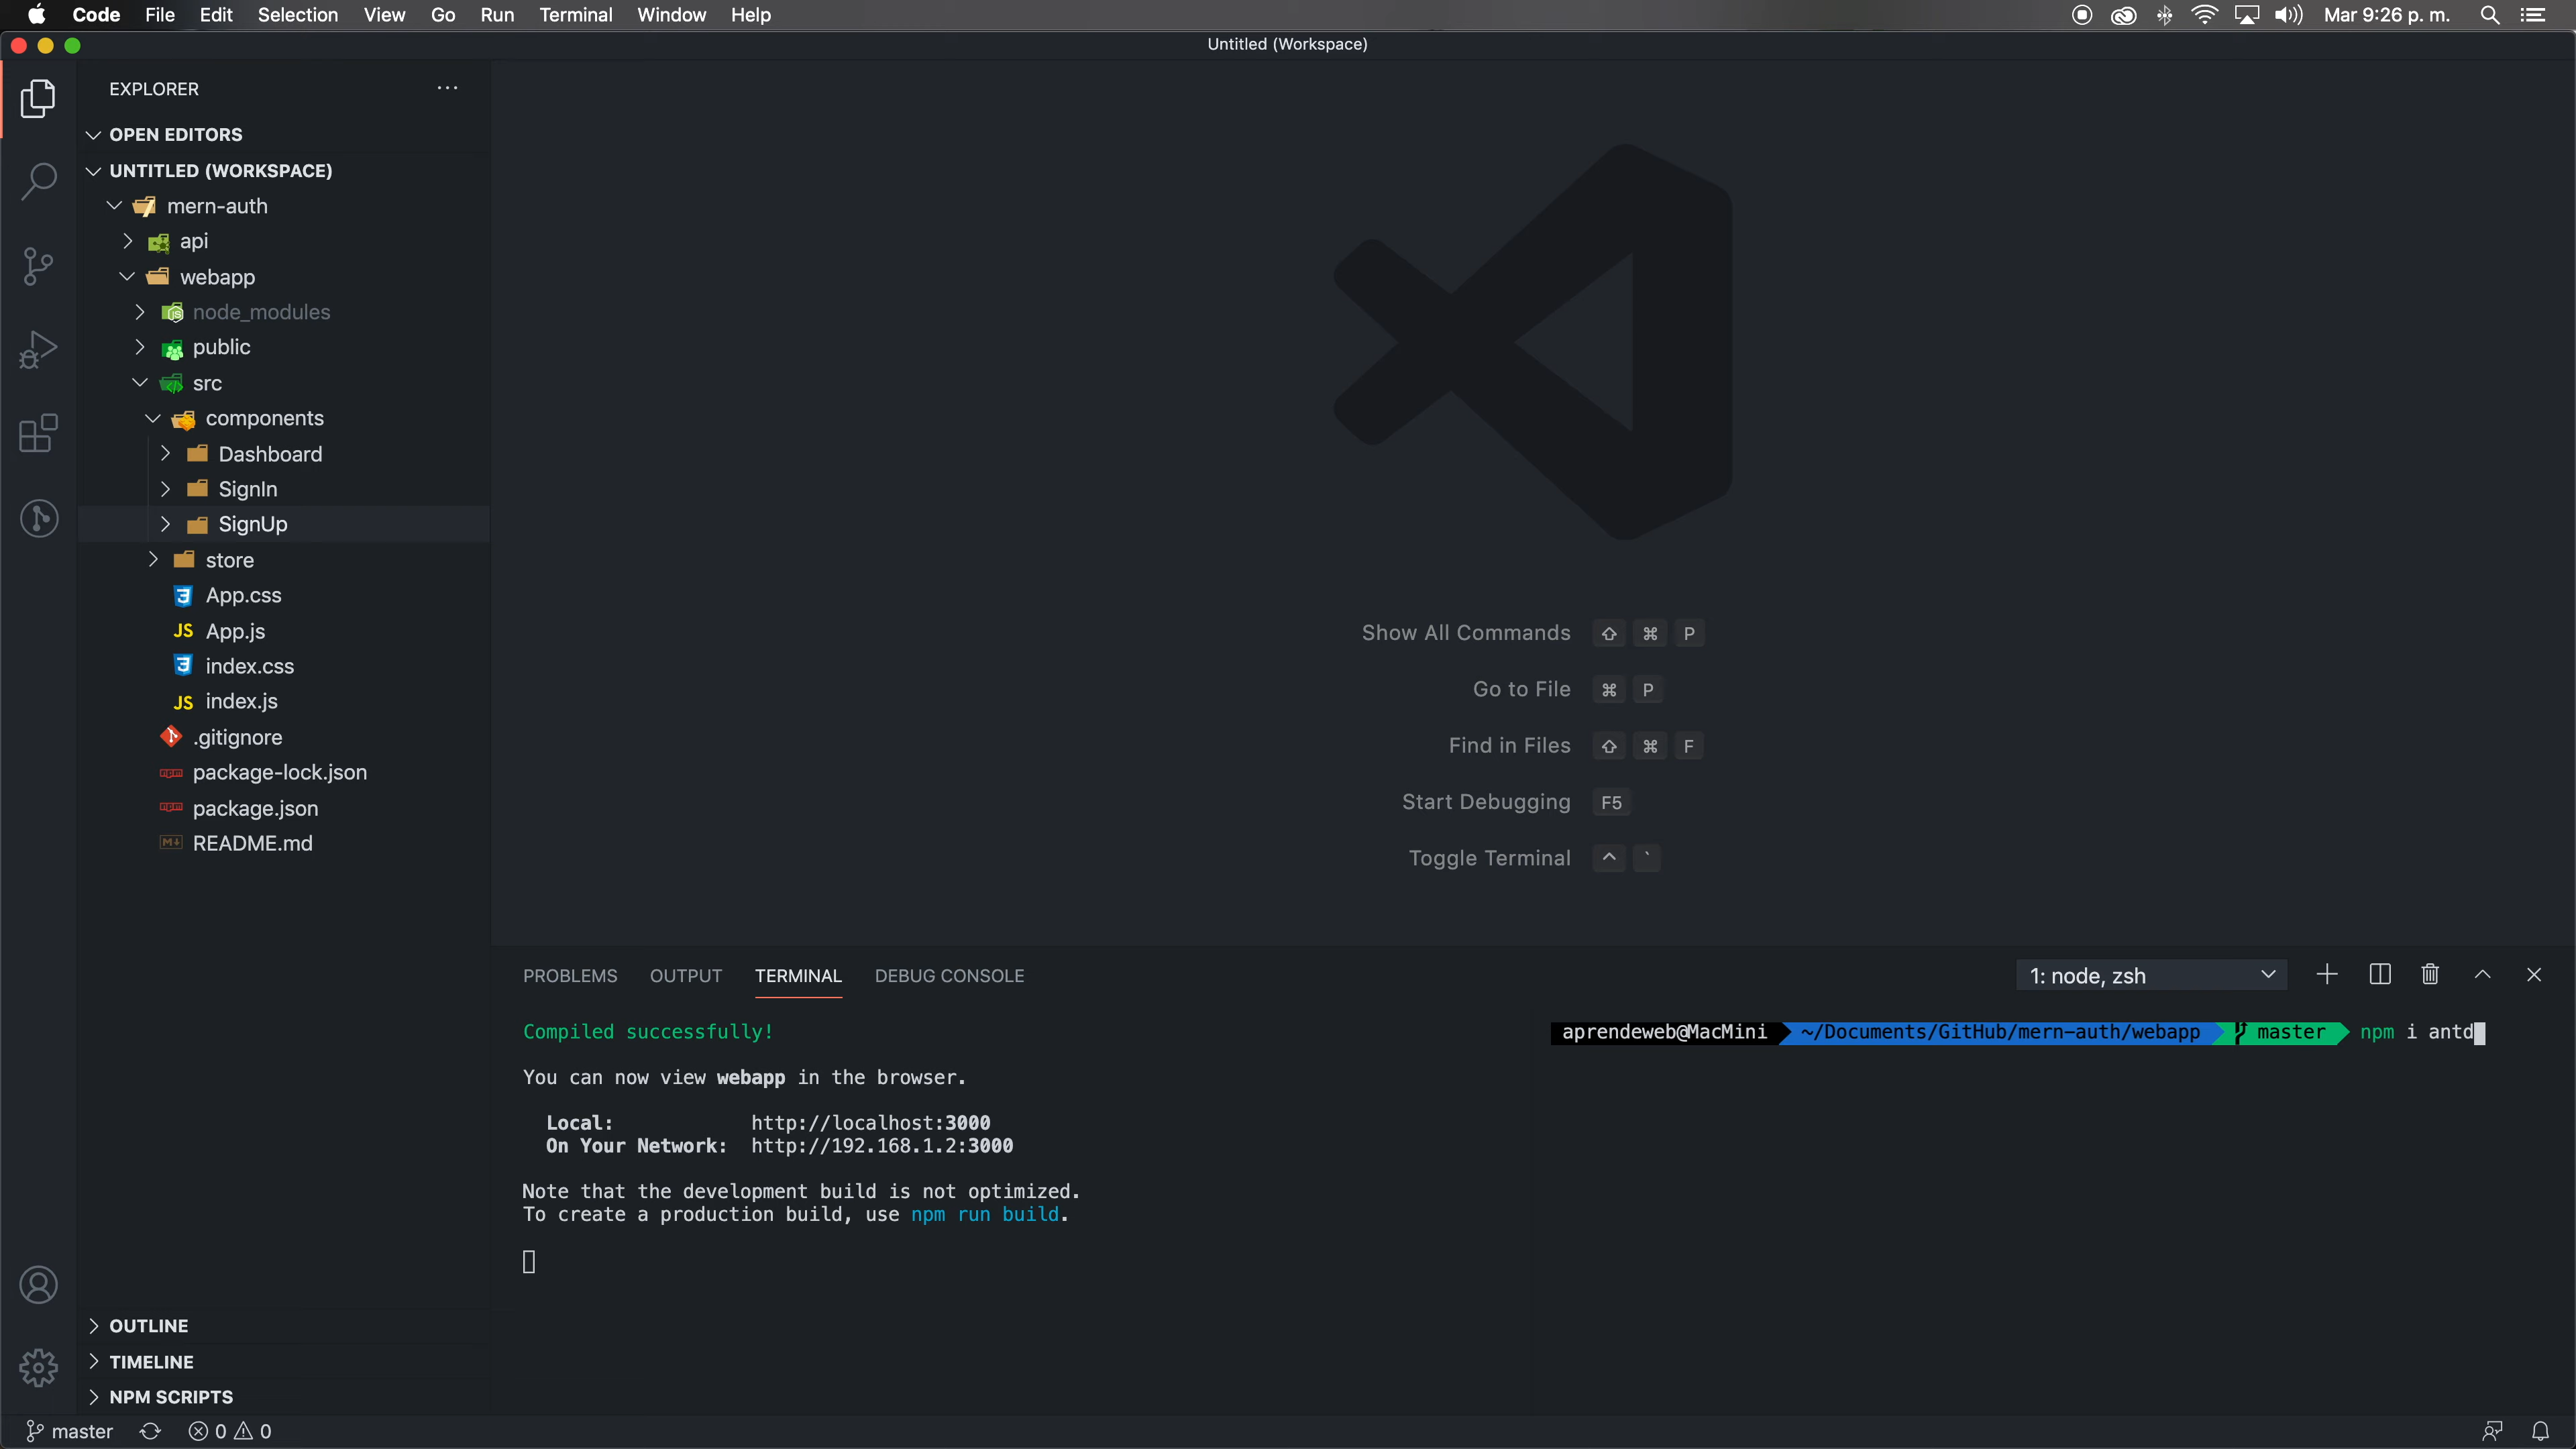 Code File Edit Selection View Go Run Terminal Window Help
Mar 9:26 p. m.
Untitled (Workspace)
EXPLORER
OPEN EDITORS
UNTITLED (WORKSPACE)
mern-auth
api
webapp
node_modules
public
src
components
Dashboard
SignIn
SignUp
store
App.css
JS App.js
index.css
JS index.js
.gitignore
package-lock.json
package.json
README.md
OUTLINE
TIMELINE
NPM SCRIPTS
Show All Commands ⇧ ⌘ P
Go to File ⌘ P
Find in Files ⇧ ⌘ F
Start Debugging F5
Toggle Terminal ^ `
PROBLEMS OUTPUT TERMINAL DEBUG CONSOLE
1: node, zsh
Compiled successfully!
You can now view webapp in the browser.
Local: http://localhost:3000
On Your Network: http://192.168.1.2:3000
Note that the development build is not optimized.
To create a production build, use npm run build.
aprendeweb@MacMini ~/Documents/GitHub/mern-auth/webapp master npm i antd
master 0 0